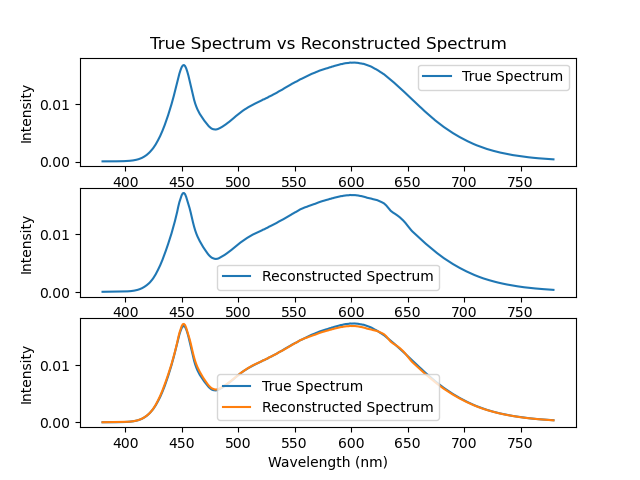 True Spectrum vs Reconstructed Spectrum
True Spectrum
Intensity
0.01
0.00
400 450 500 550 600 650 700 750
Intensity
0.01
0.00
Reconstructed Spectrum
400 450 500 550 600 650 700 750
Intensity
0.01
0.00
True Spectrum
Reconstructed Spectrum
400 450 500 550 600 650 700 750
Wavelength (nm)